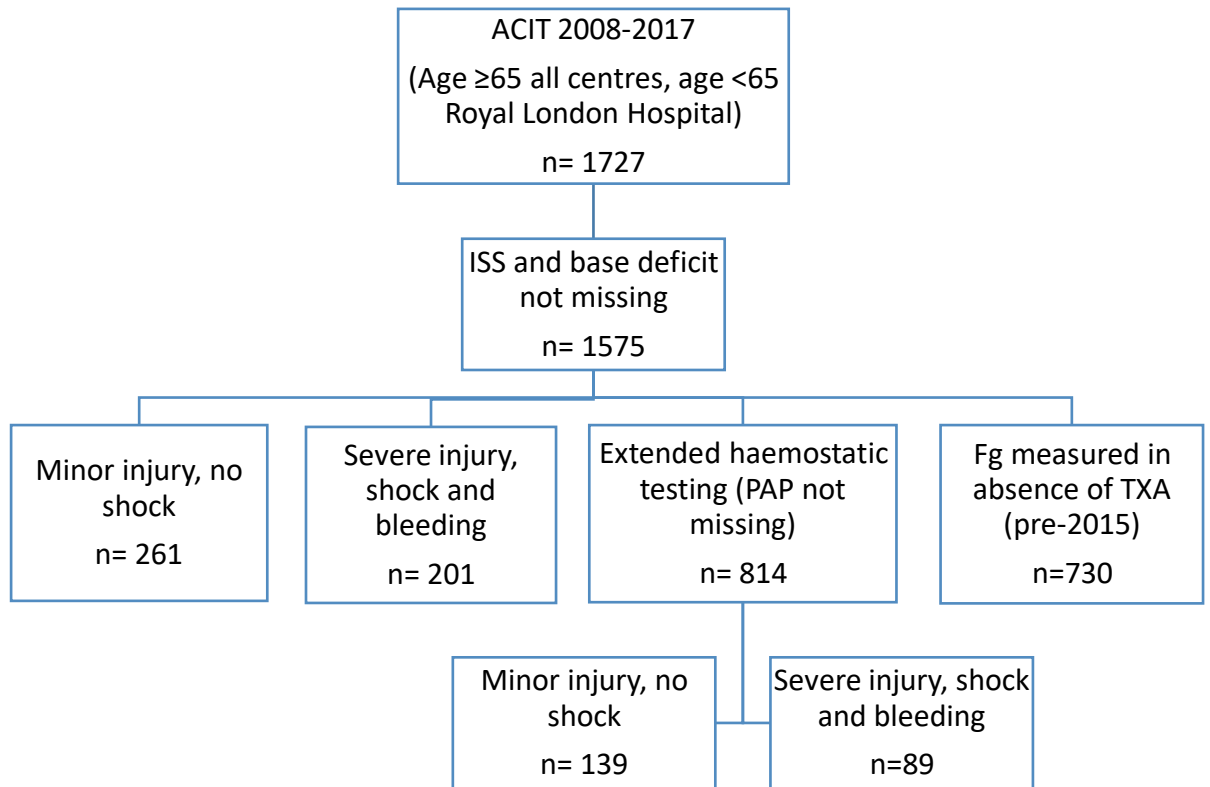 ACIT 2008-2017
(Age ≥65 all centres, age <65
Royal London Hospital)
n= 1727
ISS and base deficit
not missing
n= 1575
Minor injury, no
shock
n= 261
Severe injury,
shock and
bleeding
n= 201
Extended haemostatic
testing (PAP not
missing)
n= 814
Fg measured in
absence of TXA
(pre-2015)
n=730
Minor injury, no
shock
n= 139
Severe injury, shock
and bleeding
n=89